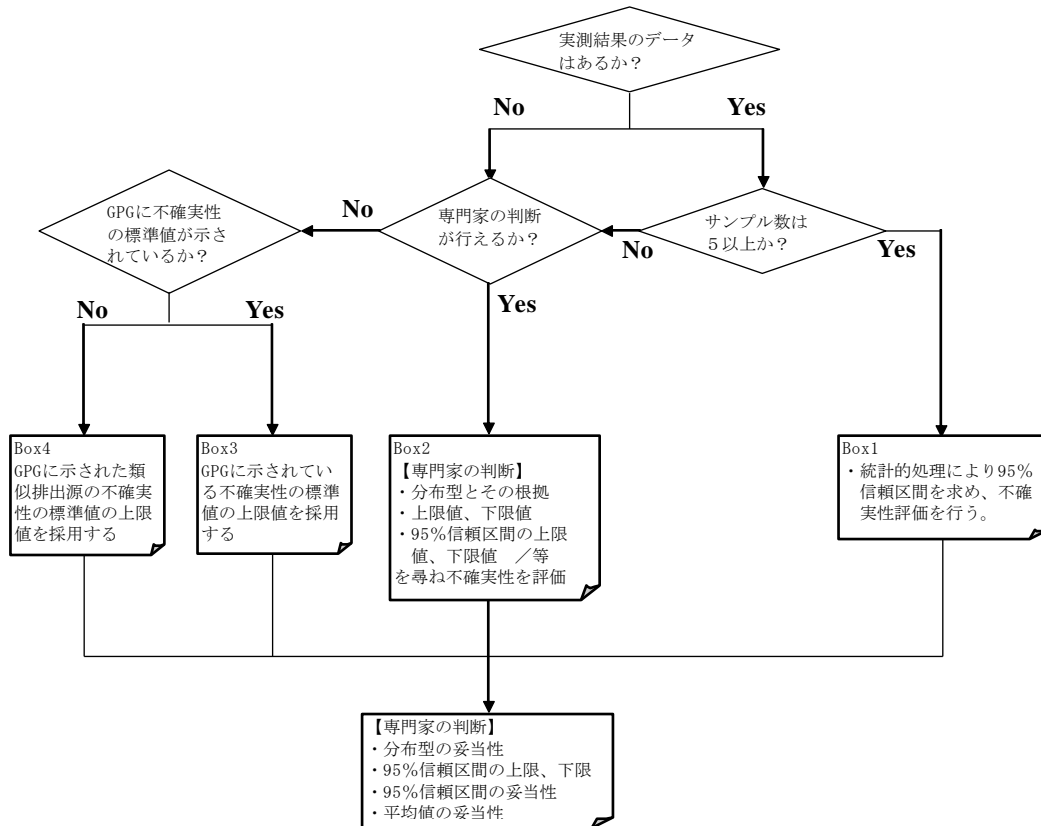 実測結果のデータ
はあるか？
No
Yes
GPGに不確実性
の標準値が示さ
れているか？
No
専門家の判断
が行えるか？
No
サンプル数は
５以上か？
Yes
No
Yes
Yes
Box4
GPGに示された類
似排出源の不確実
性の標準値の上限
値を採用する
Box3
GPGに示されてい
る不確実性の標準
値の上限値を採用
する
Box2
【専門家の判断】
・分布型とその根拠
・上限値、下限値
・95％信頼区間の上限
値、下限値　／等
を尋ね不確実性を評価
Box1
・統計的処理により95％
信頼区間を求め、不確
実性評価を行う。
【専門家の判断】
・分布型の妥当性
・95％信頼区間の上限、下限
・95％信頼区間の妥当性
・平均値の妥当性